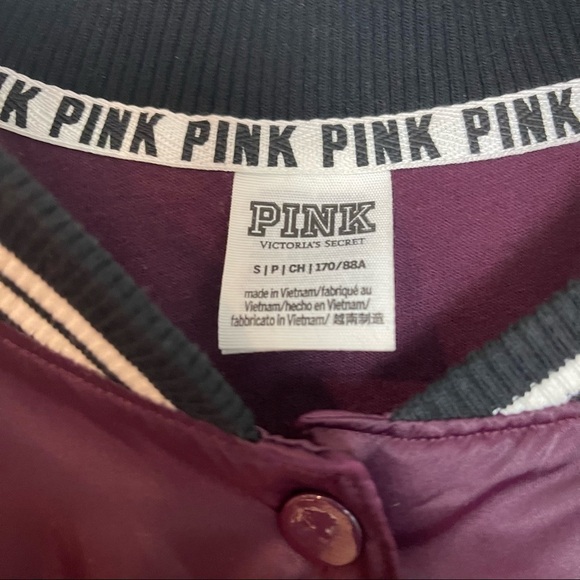 PINK PINK PINK PINK PINK
PINK
VICTORIA'S SECRET
S | P | CH | 170/88A
made in Vietnam/fabriqué au
Vietnam/hecho en Vietnam/
fabbricato in Vietnam/ 越南制造